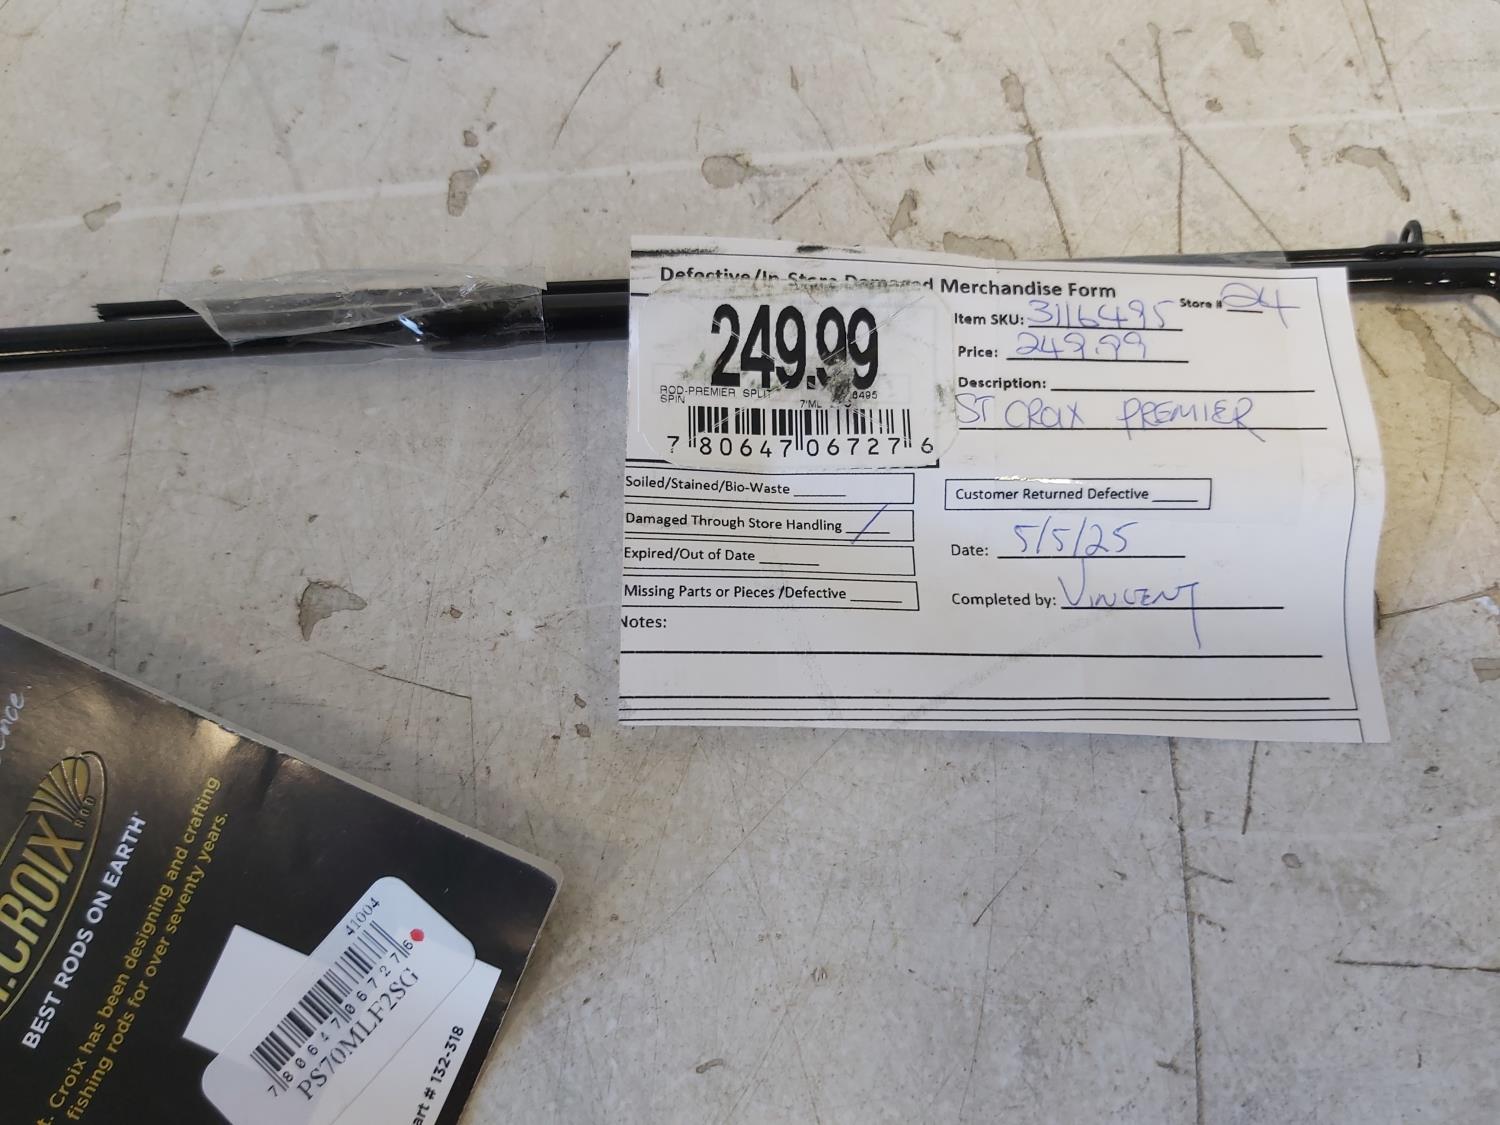 Defective/In-Store Damaged Merchandise Form
Item SKU: 3116495 Store # 24
Price: 249.99
Description:
ST CROIX PREMIER
249.99
ROD-PREMIER SPLIT 6495
SPIN 7'ML
7 80647 06727 6
Soiled/Stained/Bio-Waste
Damaged Through Store Handling /
Expired/Out of Date
Missing Parts or Pieces /Defective
Customer Returned Defective
Date: 5/5/25
Completed by: VINCENT
Notes:
CROIX
ROD
BEST RODS ON EARTH
t. Croix has been designing and crafting
fishing rods for over seventy years.
41004
7 80647 06727 6
PS70MLF2SG
art # 132-318